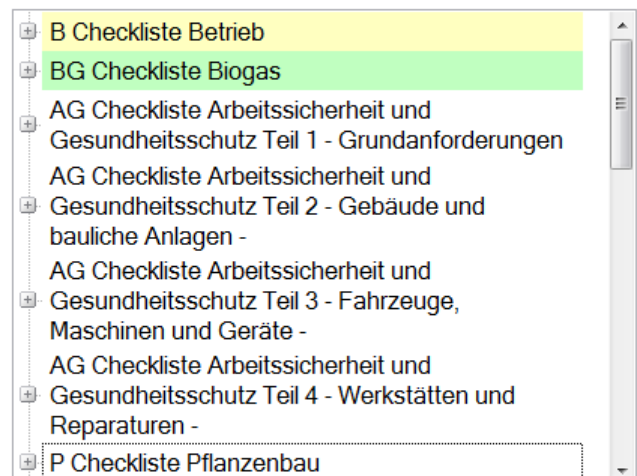 B Checkliste Betrieb
BG Checkliste Biogas
AG Checkliste Arbeitssicherheit und
Gesundheitsschutz Teil 1 - Grundanforderungen
AG Checkliste Arbeitssicherheit und
Gesundheitsschutz Teil 2 - Gebäude und
bauliche Anlagen -
AG Checkliste Arbeitssicherheit und
Gesundheitsschutz Teil 3 - Fahrzeuge,
Maschinen und Geräte -
AG Checkliste Arbeitssicherheit und
Gesundheitsschutz Teil 4 - Werkstätten und
Reparaturen -
P Checkliste Pflanzenbau